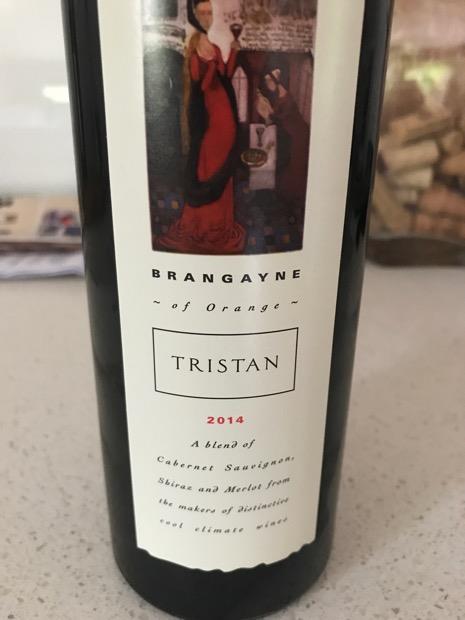 BRANGAYNE
~ of Orange ~
TRISTAN
2014
A blend of
Cabernet Sauvignon,
Shiraz and Merlot from
the makers of distinctive
cool climate wines